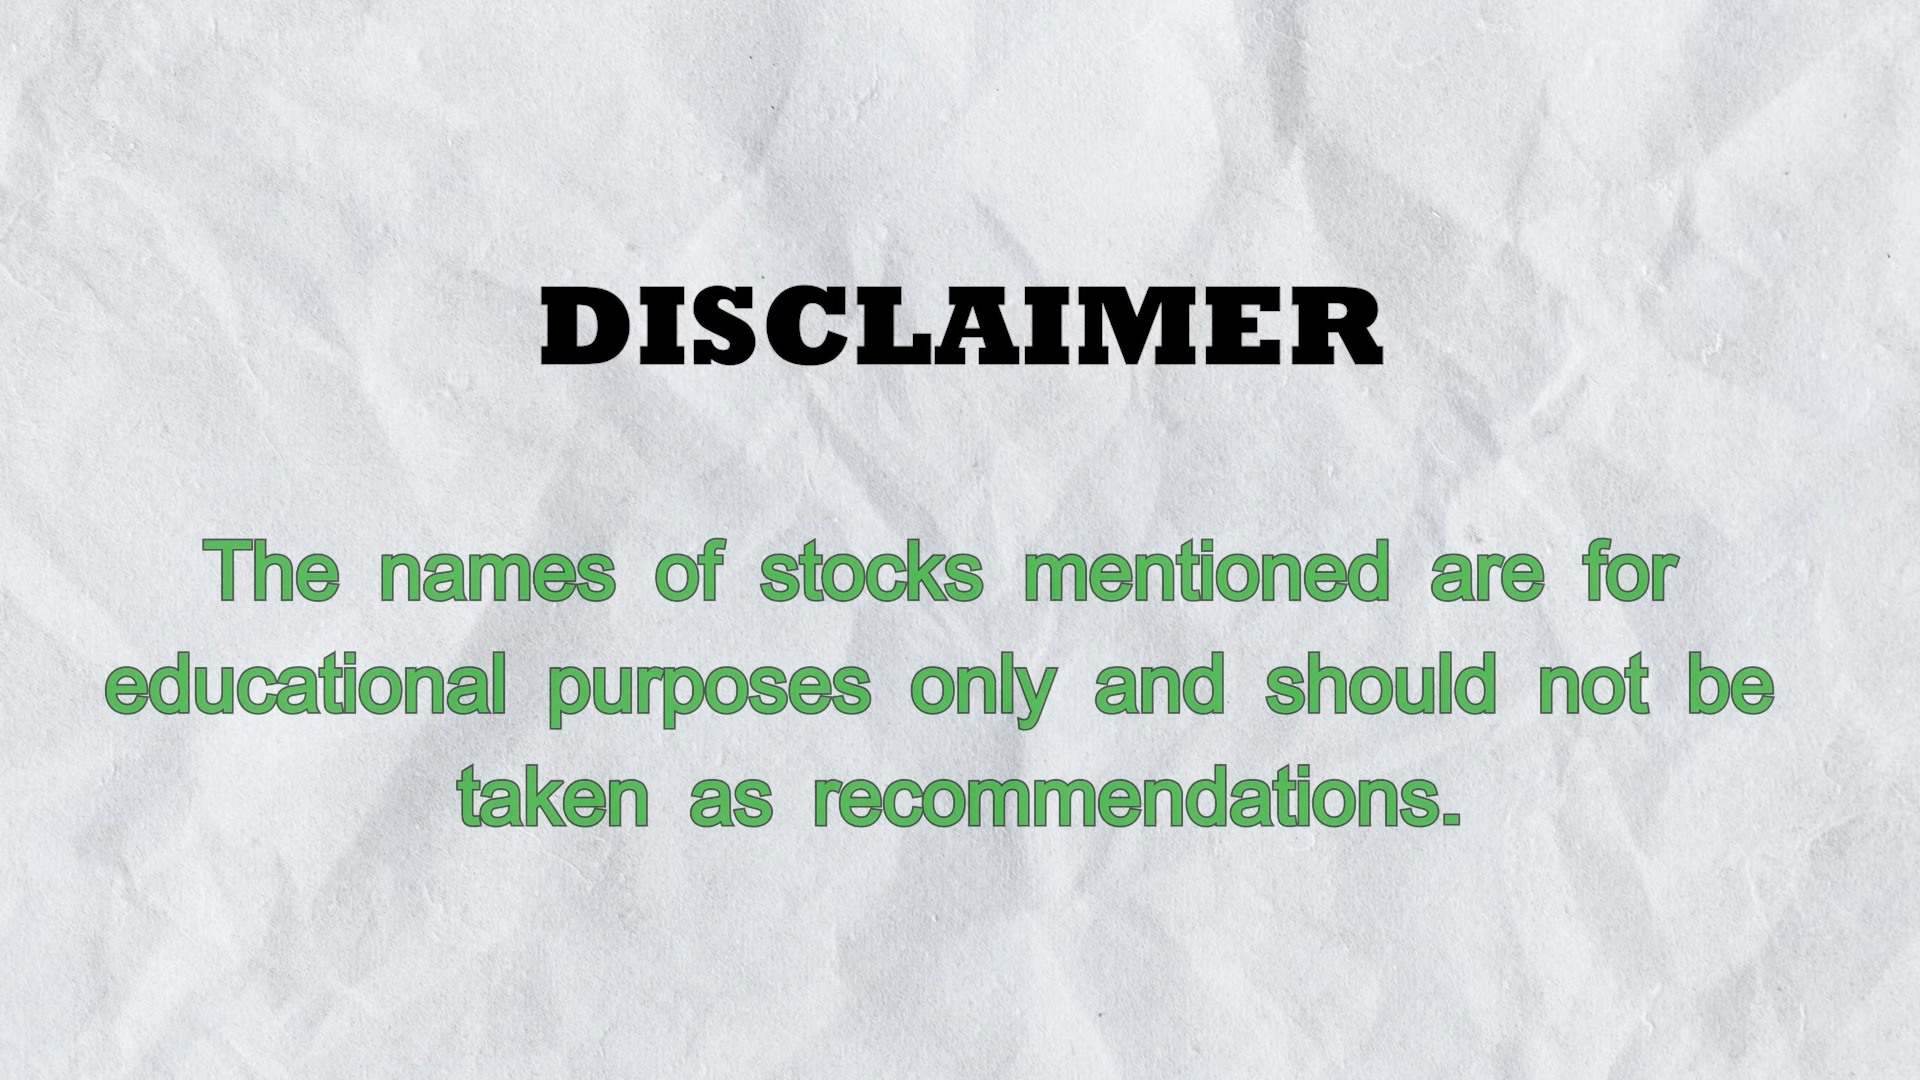 DISCLAIMER
The names of stocks mentioned are for
educational purposes only and should not be
taken as recommendations.